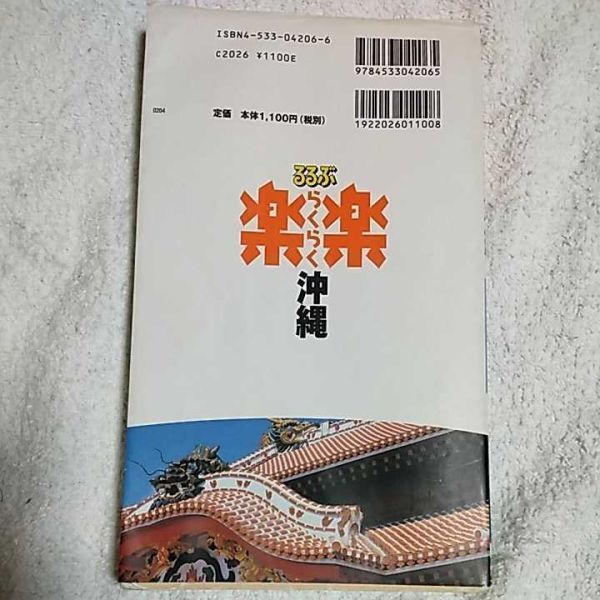 ISBN4-533-04206-6
C2026 ¥1100E
9784533042065
0204
定価 本体1,100円(税別)
1922026011008
るるぶ
楽楽
らくらく
沖縄